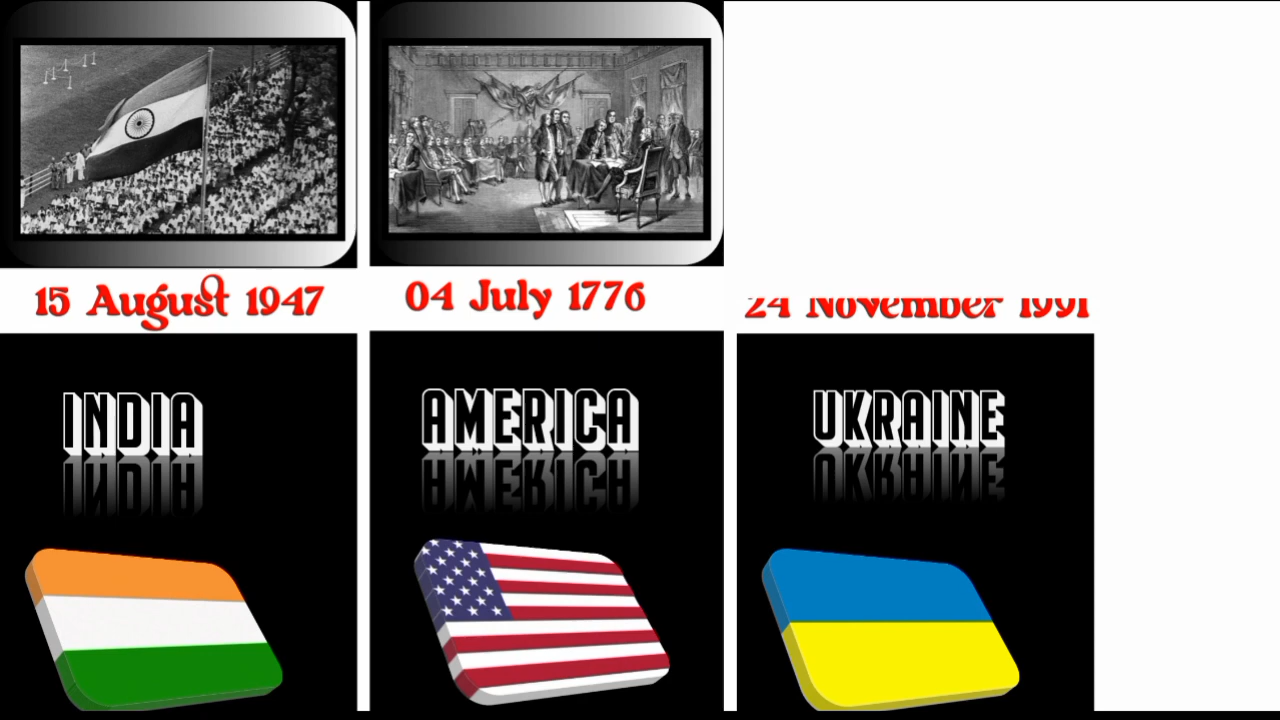 15 August 1947
04 July 1776
24 November 1991
INDIA
AMERICA
UKRAINE